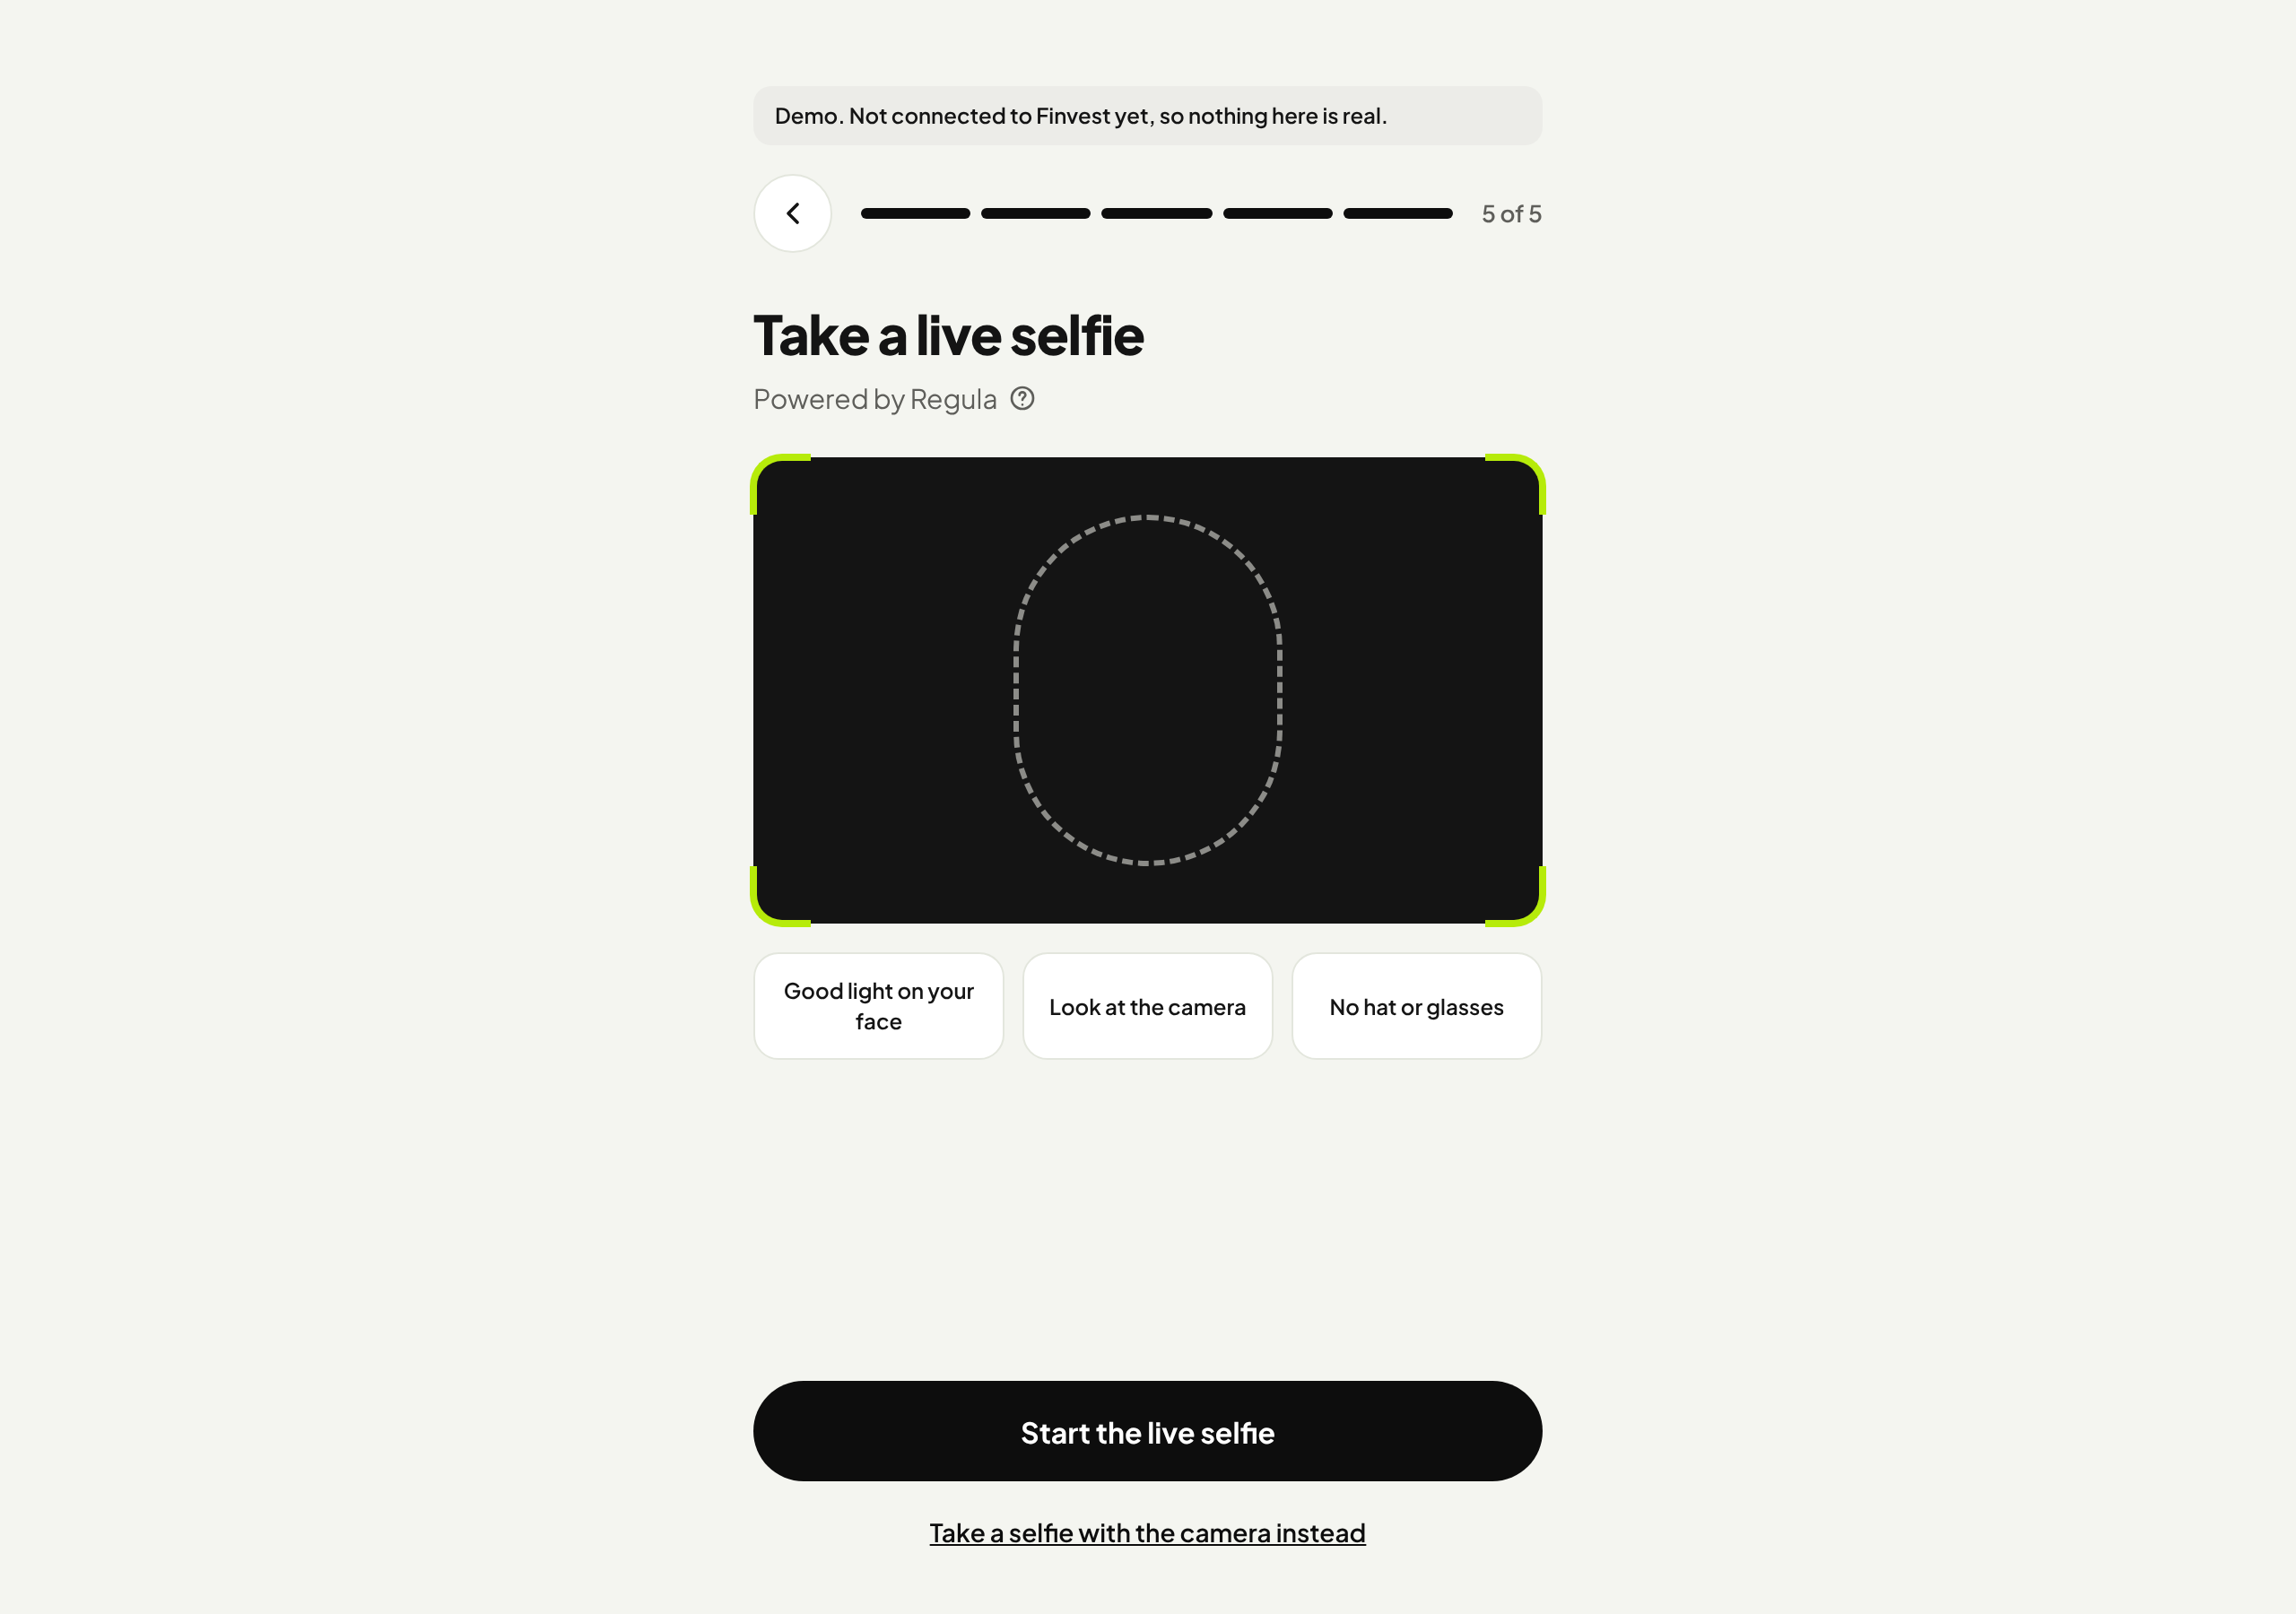 Demo. Not connected to Finvest yet, so nothing here is real.
5 of 5
Take a live selfie
Powered by Regula
Good light on your
face
Look at the camera
No hat or glasses
Start the live selfie
Take a selfie with the camera instead